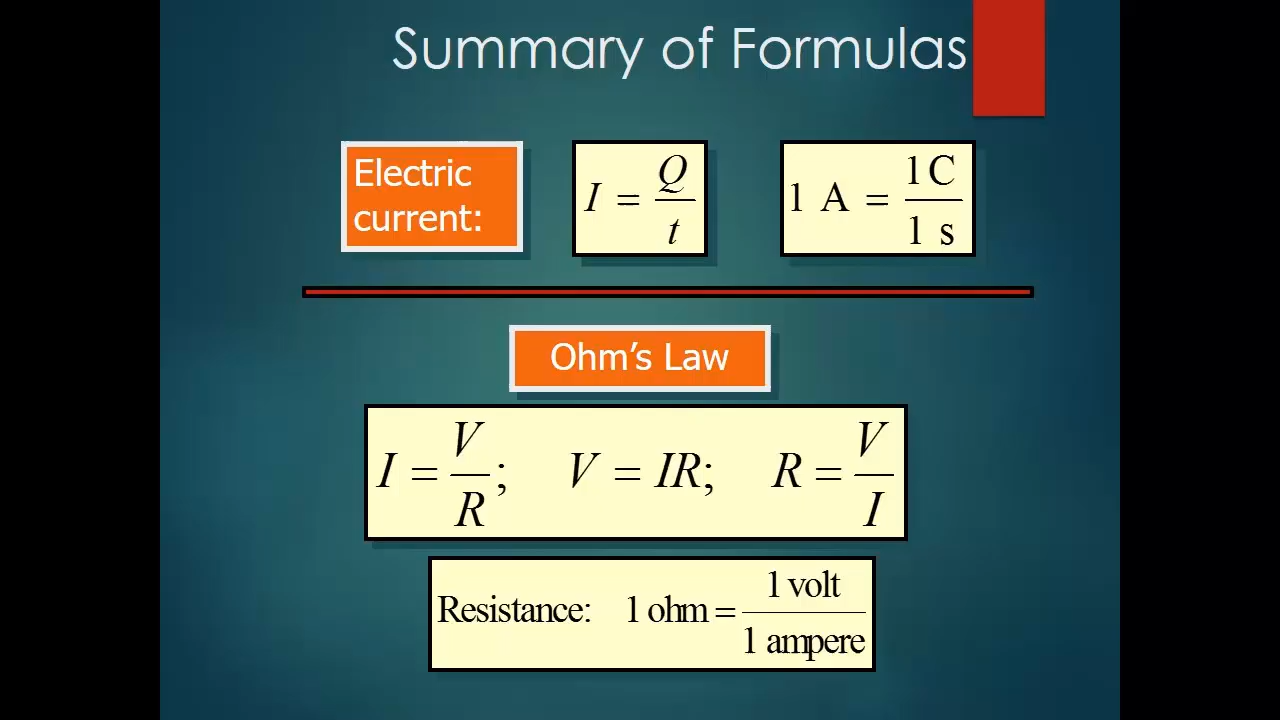 Summary of Formulas
Electric
current:
I = Q/t
1 A = 1 C/1 s
Ohm’s Law
I = V/R; V = IR; R = V/I
Resistance: 1 ohm = 1 volt/1 ampere